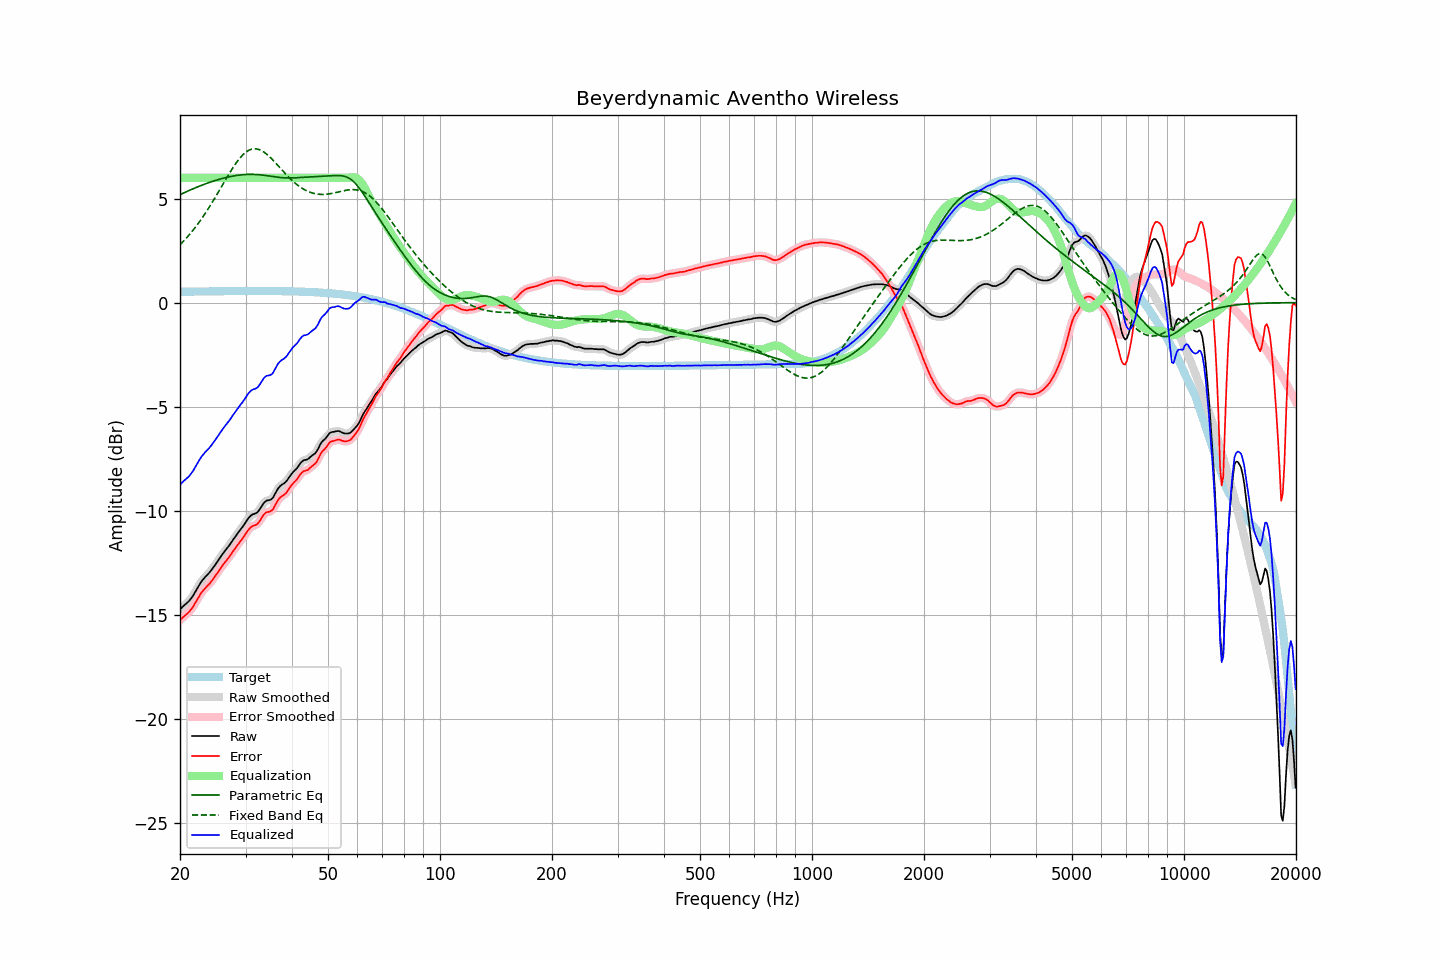 Beyerdynamic Aventho Wireless
Amplitude (dBr)
5
0
−5
−10
−15
−20
−25
Target
Raw Smoothed
Error Smoothed
Raw
Error
Equalization
Parametric Eq
Fixed Band Eq
Equalized
20 50 100 200 500 1000 2000 5000 10000 20000
Frequency (Hz)